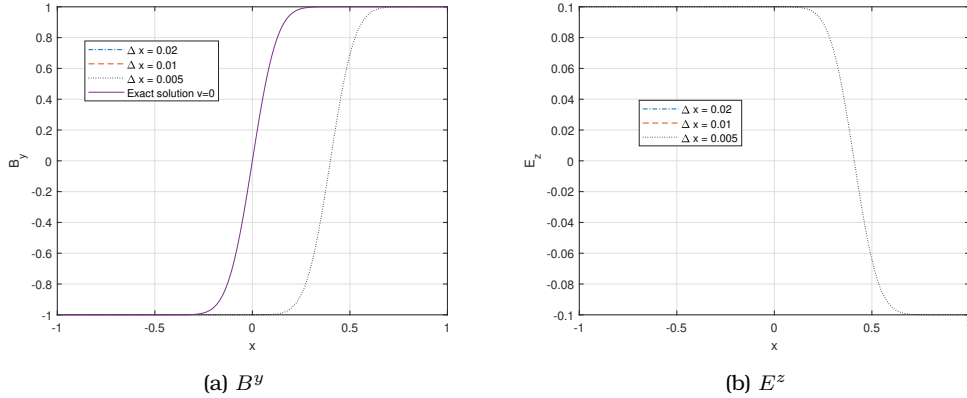 1
0.8
0.6
0.4
0.2
0
-0.2
-0.4
-0.6
-0.8
-1
B_y
Δ x = 0.02
Δ x = 0.01
Δ x = 0.005
Exact solution v=0
-1
-0.5
0
0.5
1
x
(a) B^y
0.1
0.08
0.06
0.04
0.02
0
-0.02
-0.04
-0.06
-0.08
-0.1
E_z
Δ x = 0.02
Δ x = 0.01
Δ x = 0.005
-1
-0.5
0
0.5
1
x
(b) E^z